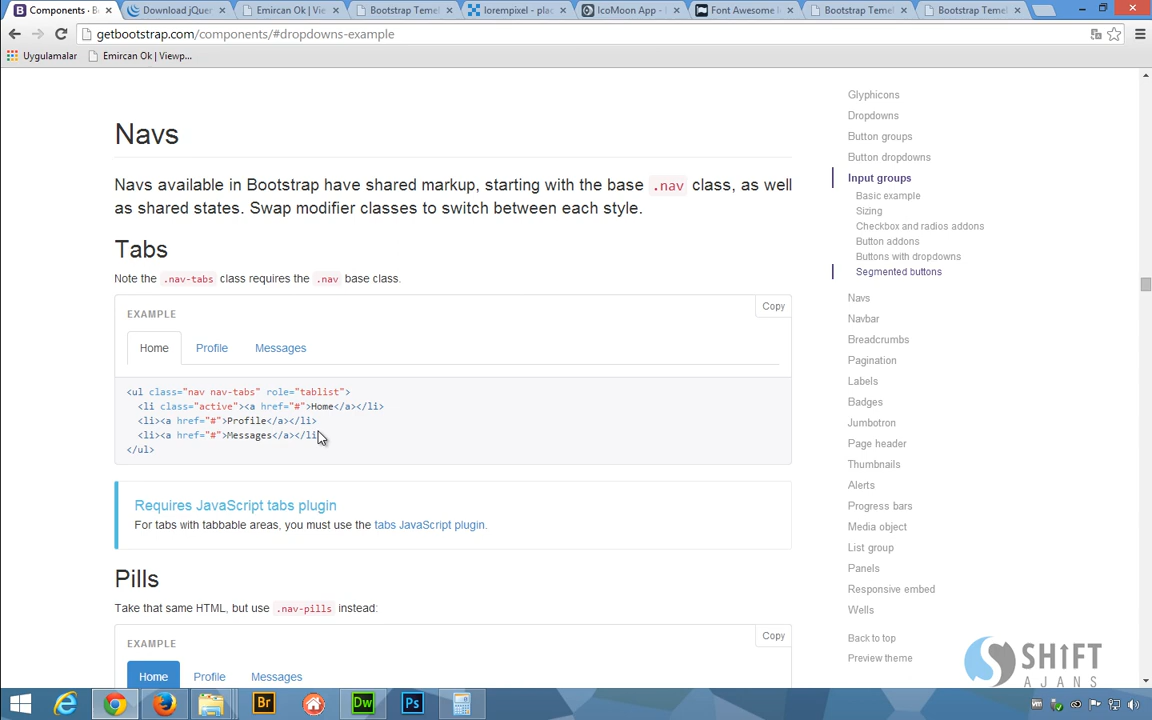 Components · B
Download jQuer
Emircan Ok | Vie
Bootstrap Temel
lorempixel - plac
IcoMoon App -
Font Awesome I
Bootstrap Temel
Bootstrap Temel
getbootstrap.com/components/#dropdowns-example
Uygulamalar
Emircan Ok | Viewp...
Navs
Navs available in Bootstrap have shared markup, starting with the base .nav class, as well
as shared states. Swap modifier classes to switch between each style.
Tabs
Note the .nav-tabs class requires the .nav base class.
EXAMPLE
Copy
Home Profile Messages
<ul class="nav nav-tabs" role="tablist">
<li class="active"><a href="#">Home</a></li>
<li><a href="#">Profile</a></li>
<li><a href="#">Messages</a></li
</ul>
Requires JavaScript tabs plugin
For tabs with tabbable areas, you must use the tabs JavaScript plugin.
Pills
Take that same HTML, but use .nav-pills instead:
EXAMPLE
Copy
Home Profile Messages
Glyphicons
Dropdowns
Button groups
Button dropdowns
Input groups
Basic example
Sizing
Checkbox and radios addons
Button addons
Buttons with dropdowns
Segmented buttons
Navs
Navbar
Breadcrumbs
Pagination
Labels
Badges
Jumbotron
Page header
Thumbnails
Alerts
Progress bars
Media object
List group
Panels
Responsive embed
Wells
Back to top
Preview theme
SHIFT
AJANS
Br
Dw
Ps